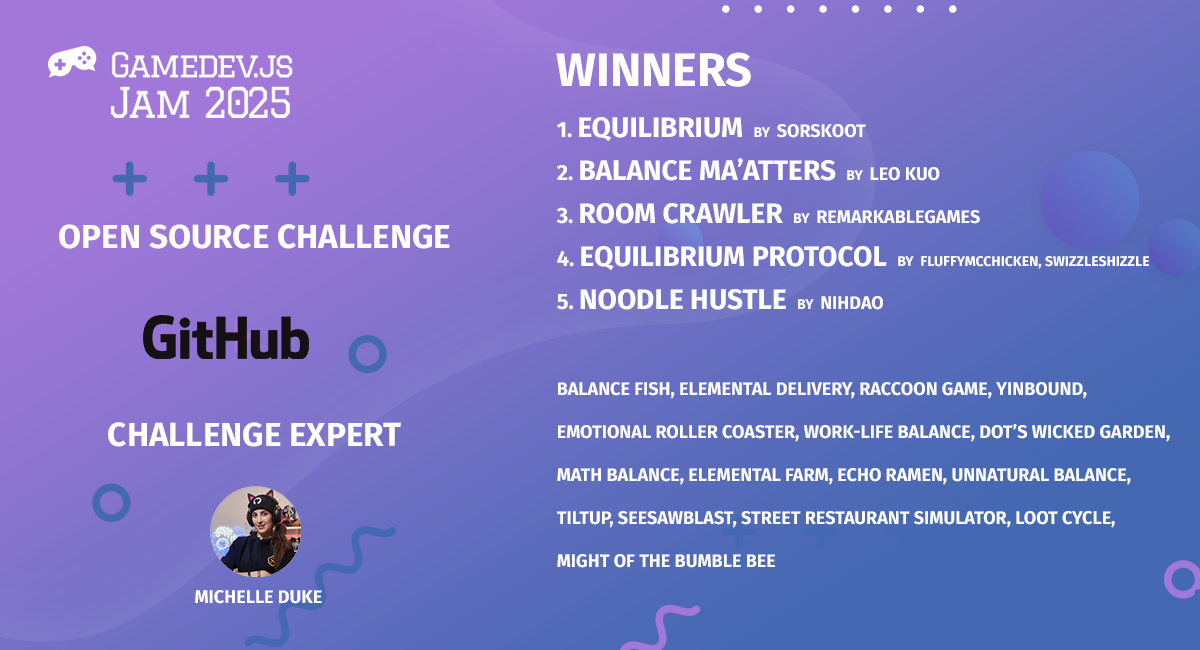 GAMEDEV.JS
JAM 2025
OPEN SOURCE CHALLENGE
GitHub
CHALLENGE EXPERT
MICHELLE DUKE
WINNERS
1. EQUILIBRIUM BY SORSKOOT
2. BALANCE MA’ATTERS BY LEO KUO
3. ROOM CRAWLER BY REMARKABLEGAMES
4. EQUILIBRIUM PROTOCOL BY FLUFFYMCCHICKEN, SWIZZLESHIZZLE
5. NOODLE HUSTLE BY NIHDAO
BALANCE FISH, ELEMENTAL DELIVERY, RACCOON GAME, YINBOUND,
EMOTIONAL ROLLER COASTER, WORK-LIFE BALANCE, DOT’S WICKED GARDEN,
MATH BALANCE, ELEMENTAL FARM, ECHO RAMEN, UNNATURAL BALANCE,
TILTUP, SEESAWBLAST, STREET RESTAURANT SIMULATOR, LOOT CYCLE,
MIGHT OF THE BUMBLE BEE